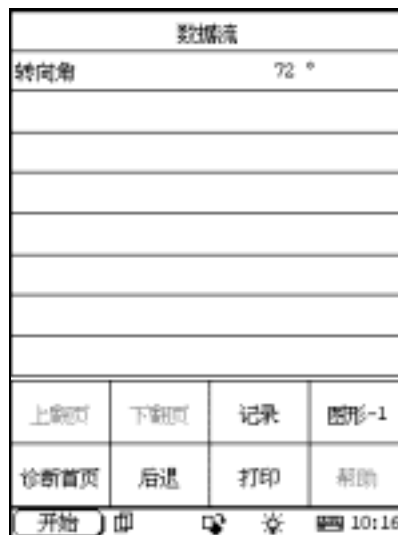 数据流
转向角 72 °
上翻页 下翻页 记录 图形-1
诊断首页 后退 打印 帮助
开始 10:16